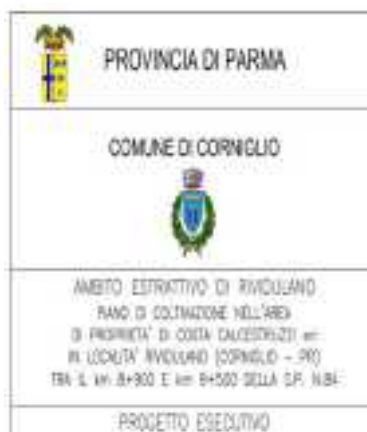 PROVINCIA DI PARMA
COMUNE DI CORNIGLIO
AMBITO ESTRATTIVO DI RIVIDULANO
PIANO DI COLTIVAZIONE NELL'AREA
DI PROPRIETA' DI COSTA CALCESTRUZZI srl
IN LOCALITA' RIVIDULANO (CORNIGLIO - PR)
TRA IL km 8+900 E km 9+500 DELLA S.P. N.84
PROGETTO ESECUTIVO